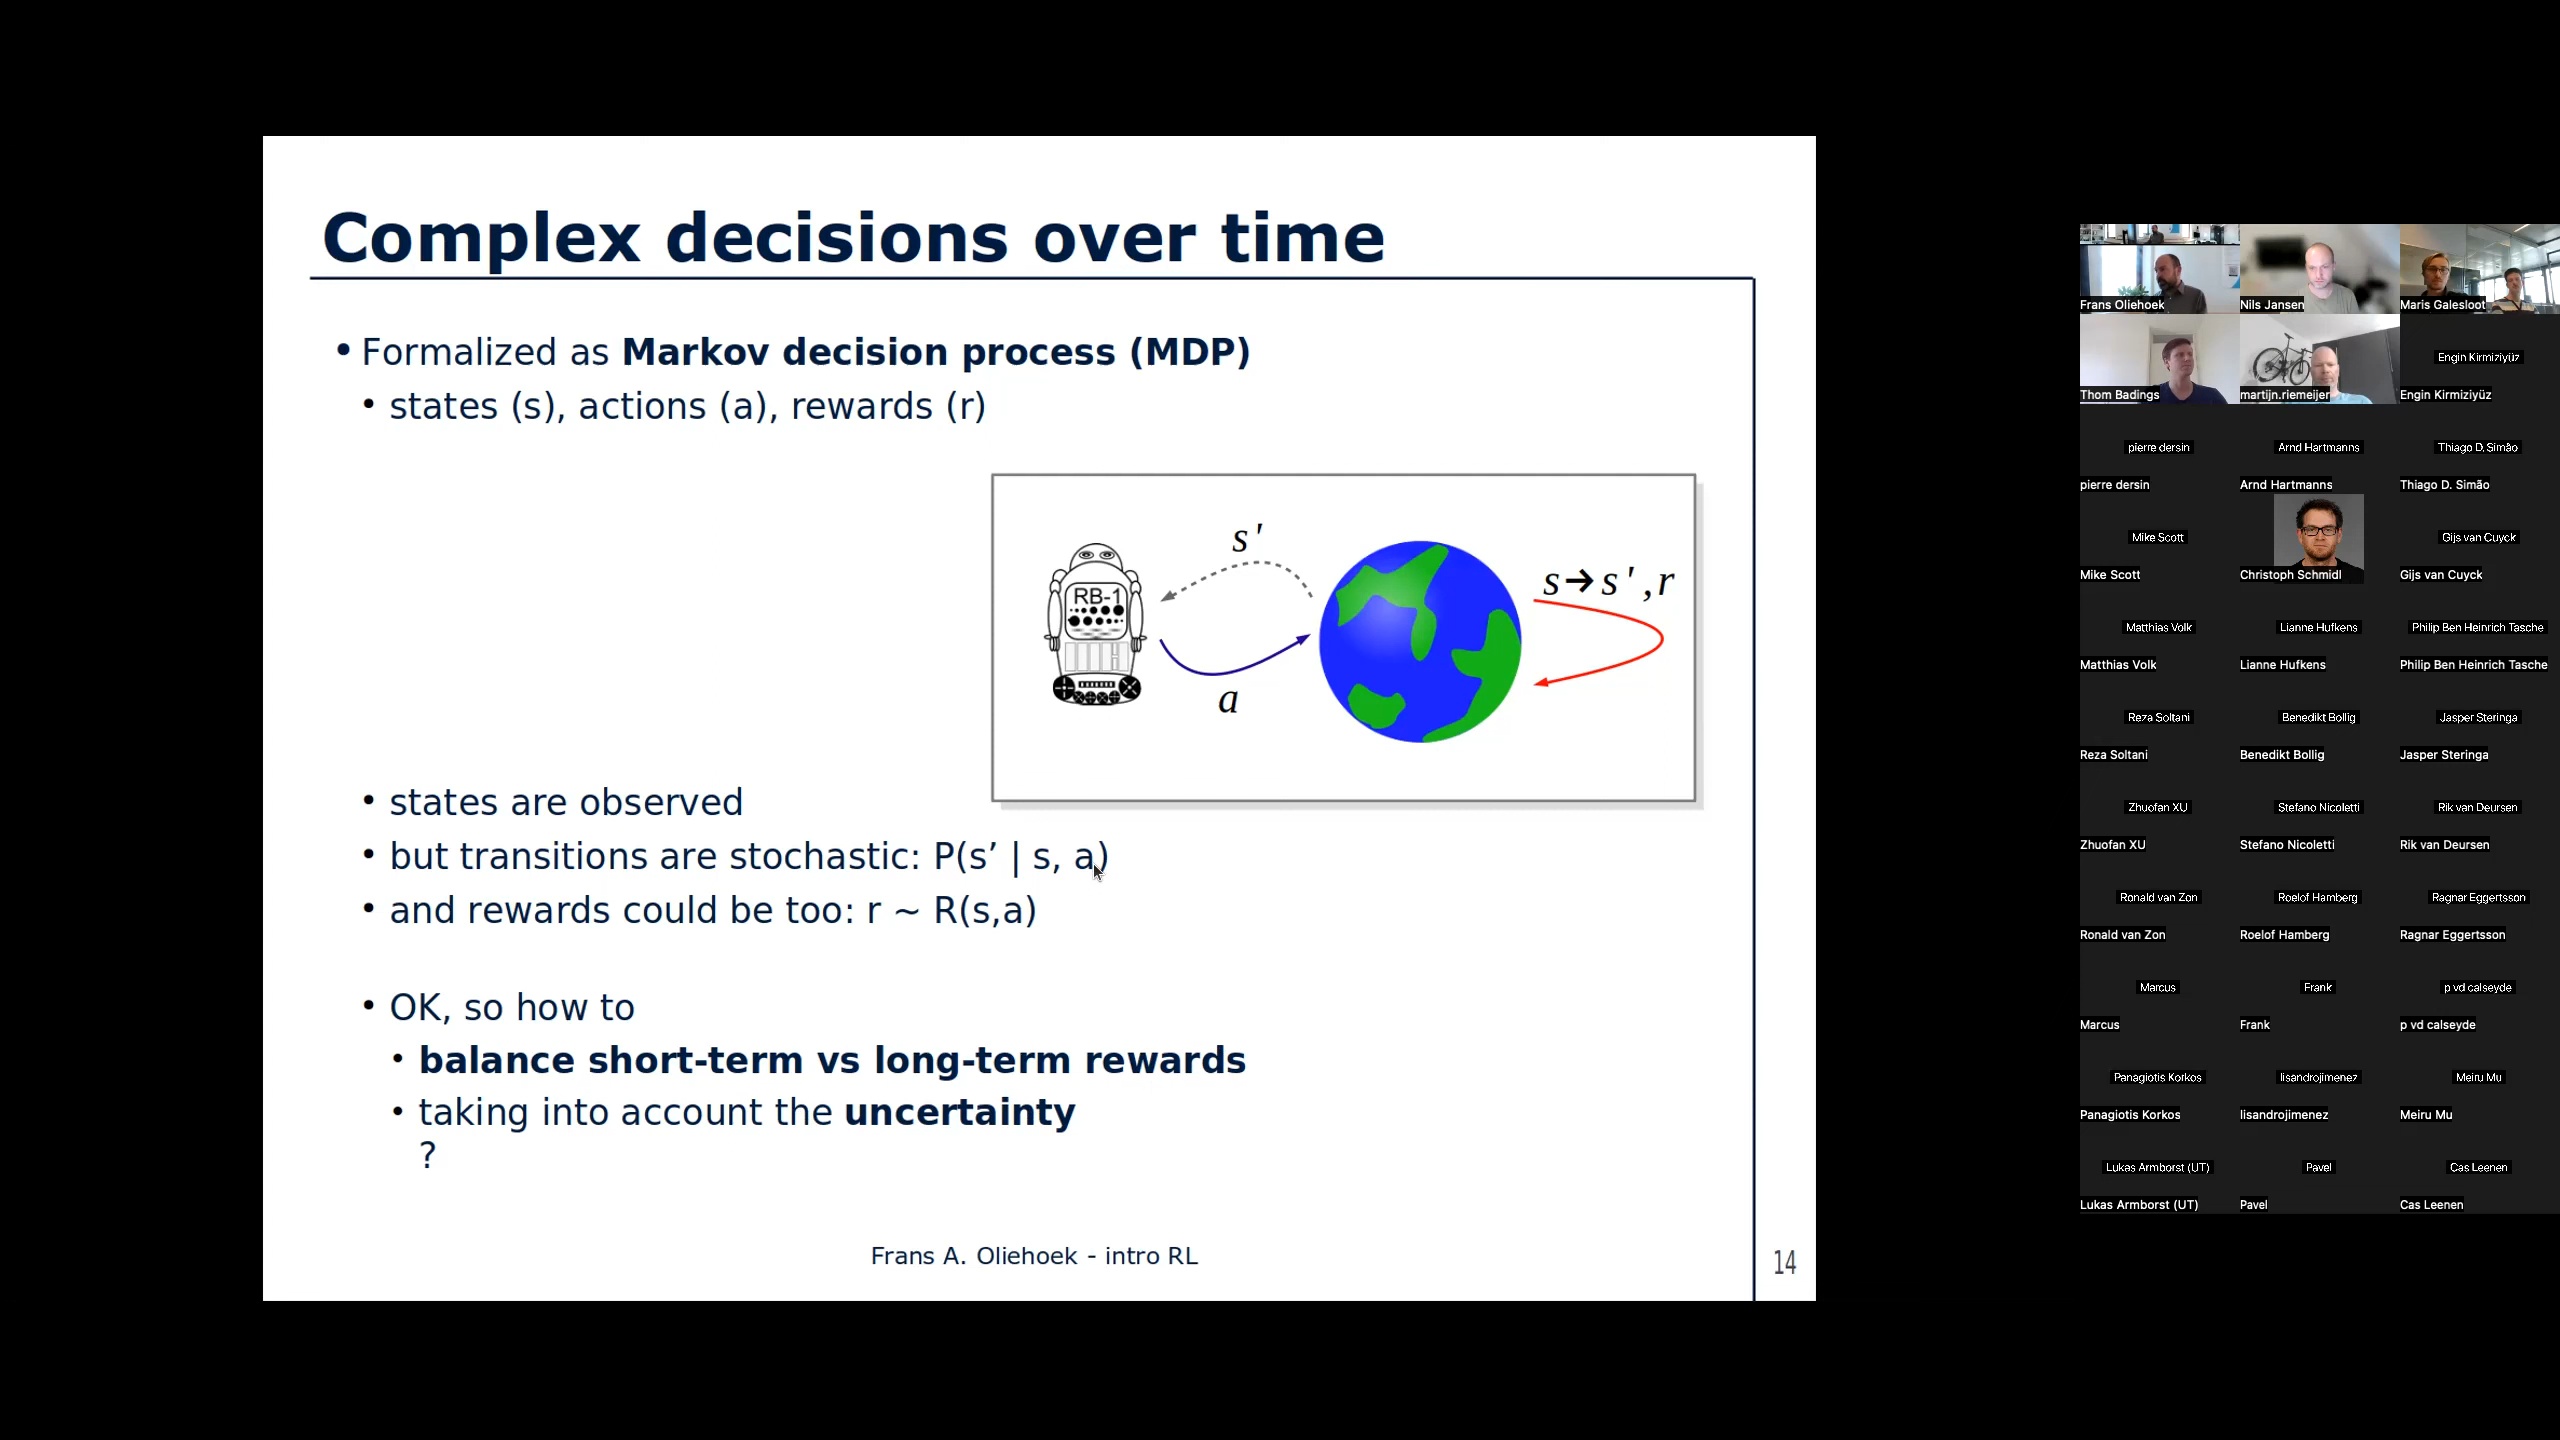 Complex decisions over time
• Formalized as Markov decision process (MDP)
• states (s), actions (a), rewards (r)
s'
s→s',r
RB-1
a
• states are observed
• but transitions are stochastic: P(s’ | s, a)
• and rewards could be too: r ~ R(s,a)
• OK, so how to
• balance short-term vs long-term rewards
• taking into account the uncertainty
?
Frans A. Oliehoek - intro RL
14
Frans Oliehoek
Nils Jansen
Maris Galesloot
Engin Kirmiziyüz
Thom Badings
martijn.riemeijer
Engin Kirmiziyüz
pierre dersin
Arnd Hartmanns
Thiago D. Simão
pierre dersin
Arnd Hartmanns
Thiago D. Simão
Mike Scott
Gijs van Cuyck
Mike Scott
Christoph Schmidl
Gijs van Cuyck
Matthias Volk
Lianne Hufkens
Philip Ben Heinrich Tasche
Matthias Volk
Lianne Hufkens
Philip Ben Heinrich Tasche
Reza Soltani
Benedikt Bollig
Jasper Steringa
Reza Soltani
Benedikt Bollig
Jasper Steringa
Zhuofan XU
Stefano Nicoletti
Rik van Deursen
Zhuofan XU
Stefano Nicoletti
Rik van Deursen
Ronald van Zon
Roelof Hamberg
Ragnar Eggertsson
Ronald van Zon
Roelof Hamberg
Ragnar Eggertsson
Marcus
Frank
p vd calseyde
Marcus
Frank
p vd calseyde
Panagiotis Korkos
lisandrojimenez
Meiru Mu
Panagiotis Korkos
lisandrojimenez
Meiru Mu
Lukas Armborst (UT)
Pavel
Cas Leenen
Lukas Armborst (UT)
Pavel
Cas Leenen